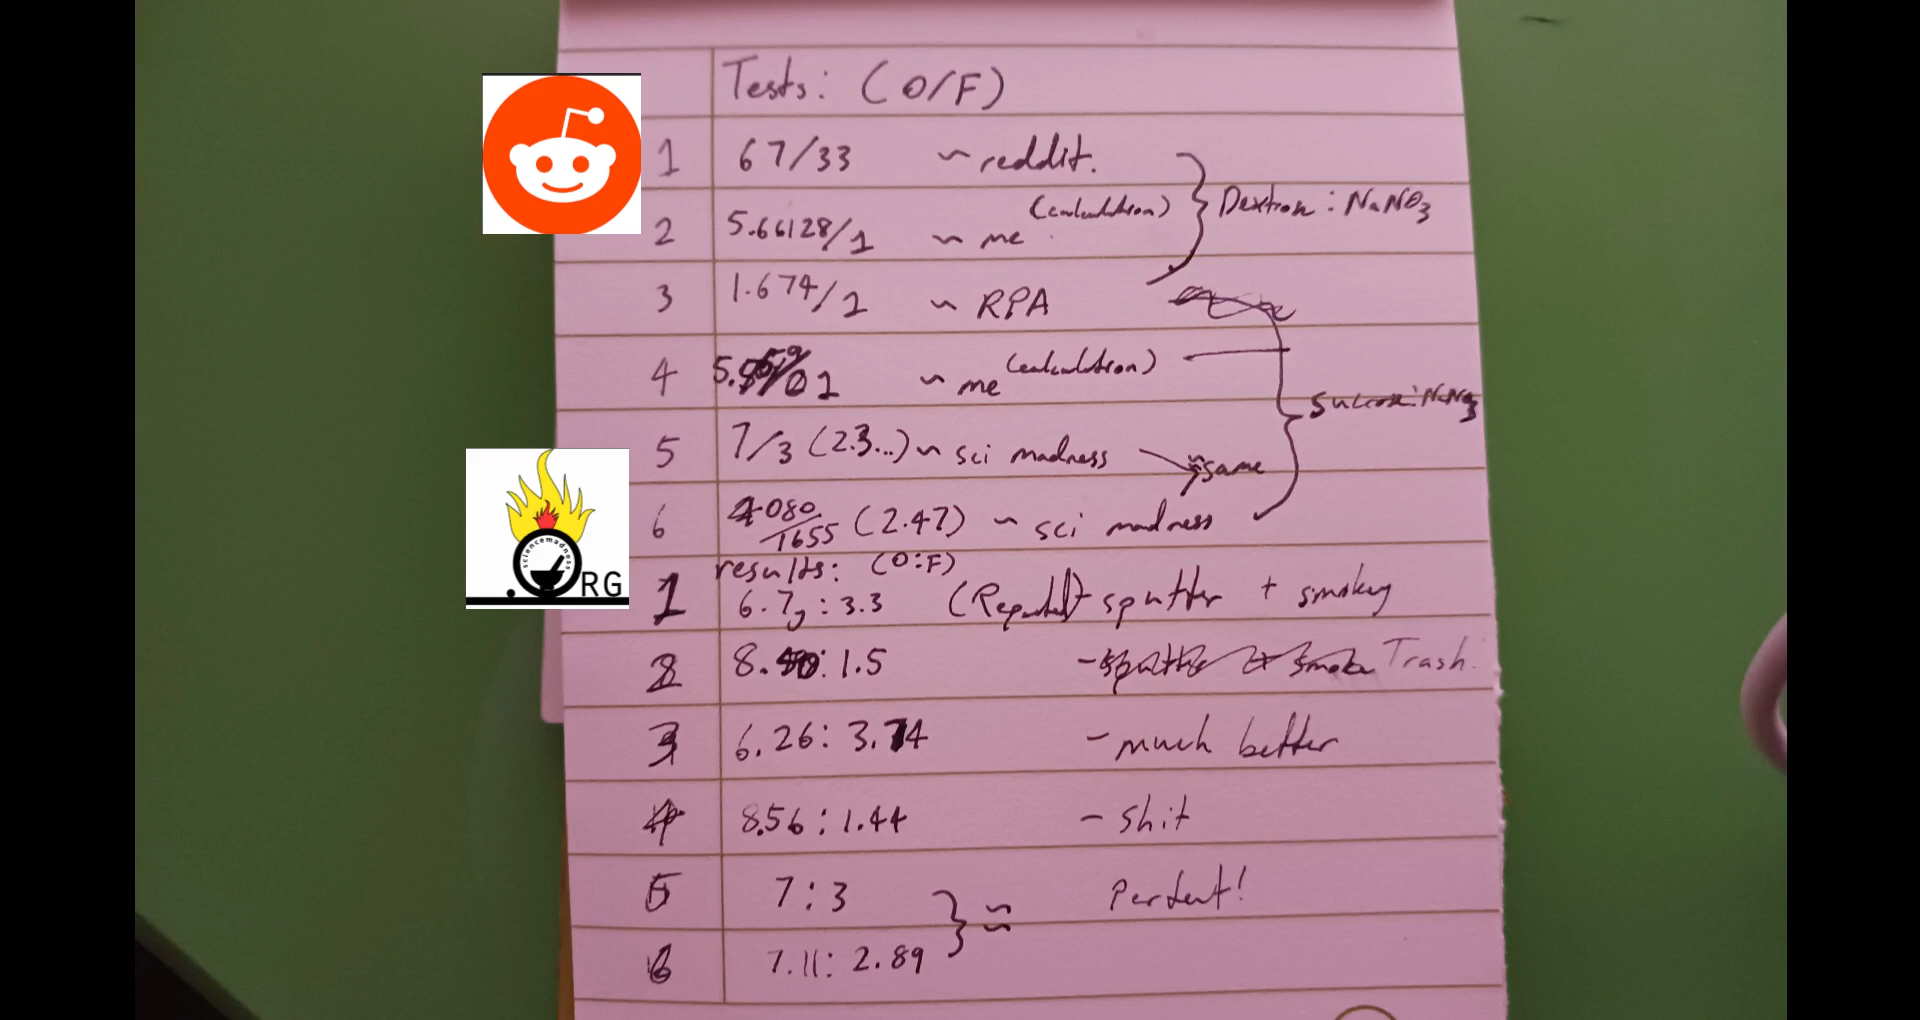 Tests: (O/F)
1 67/33 ~ reddit.
2 5.66128/1 ~ me (calculation)
} Dextrose : NaNO3
3 1.674/1 ~ RPA
4 5. 1 ~ me (calculation)
} Sucrose : NaNO3
5 7/3 (2.3...) ~ sci madness → ≈ same
6 4080/1655 (2.47) ~ sci madness
sciencemadness
.ORG
results: (O:F)
1 6.7g : 3.3 (Repeated) sputter + smokey
2 8. : 1.5 - Trash.
3 6.26 : 3.74 - much better
4 8.56 : 1.44 - shit
5 7 : 3
} ≈ Perfect!
6 7.11 : 2.89